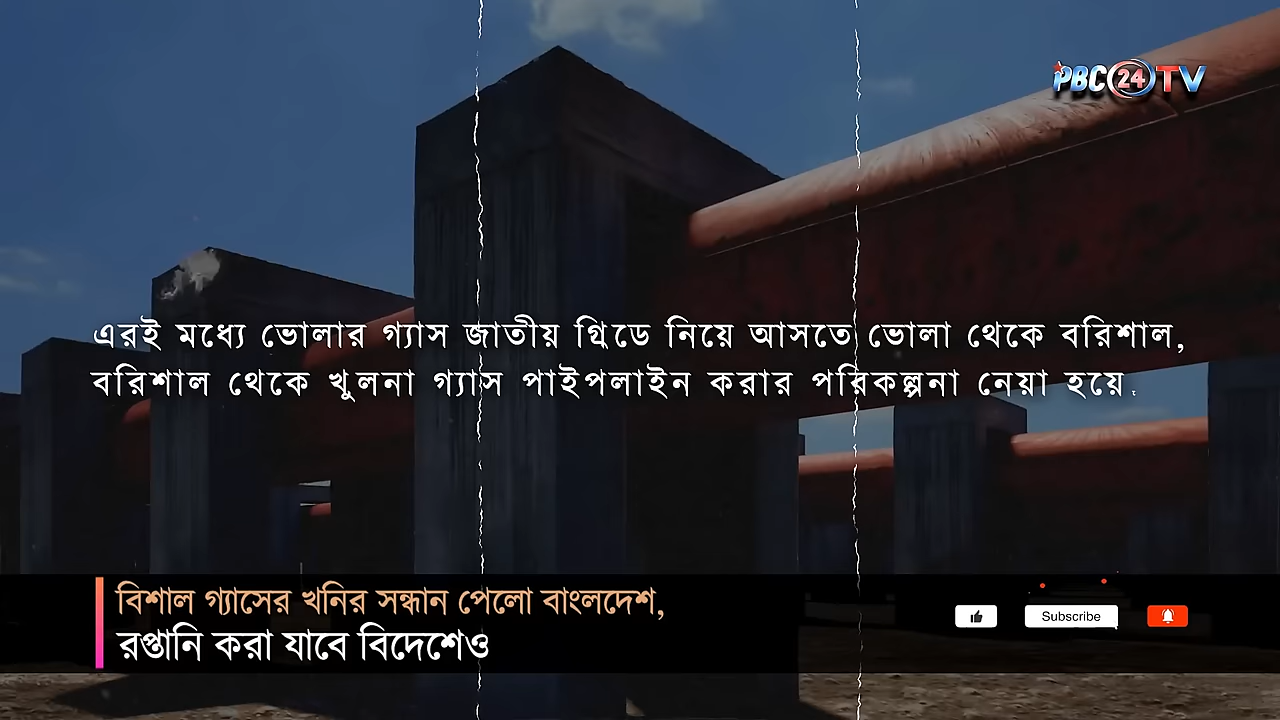 PBC 24 TV
এরই মধ্যে ভোলার গ্যাস জাতীয় গ্রিডে নিয়ে আসতে ভোলা থেকে বরিশাল,
বরিশাল থেকে খুলনা গ্যাস পাইপলাইন করার পরিকল্পনা নেয়া হয়ে
বিশাল গ্যাসের খনির সন্ধান পেলো বাংলদেশ,
রপ্তানি করা যাবে বিদেশেও
Subscribe